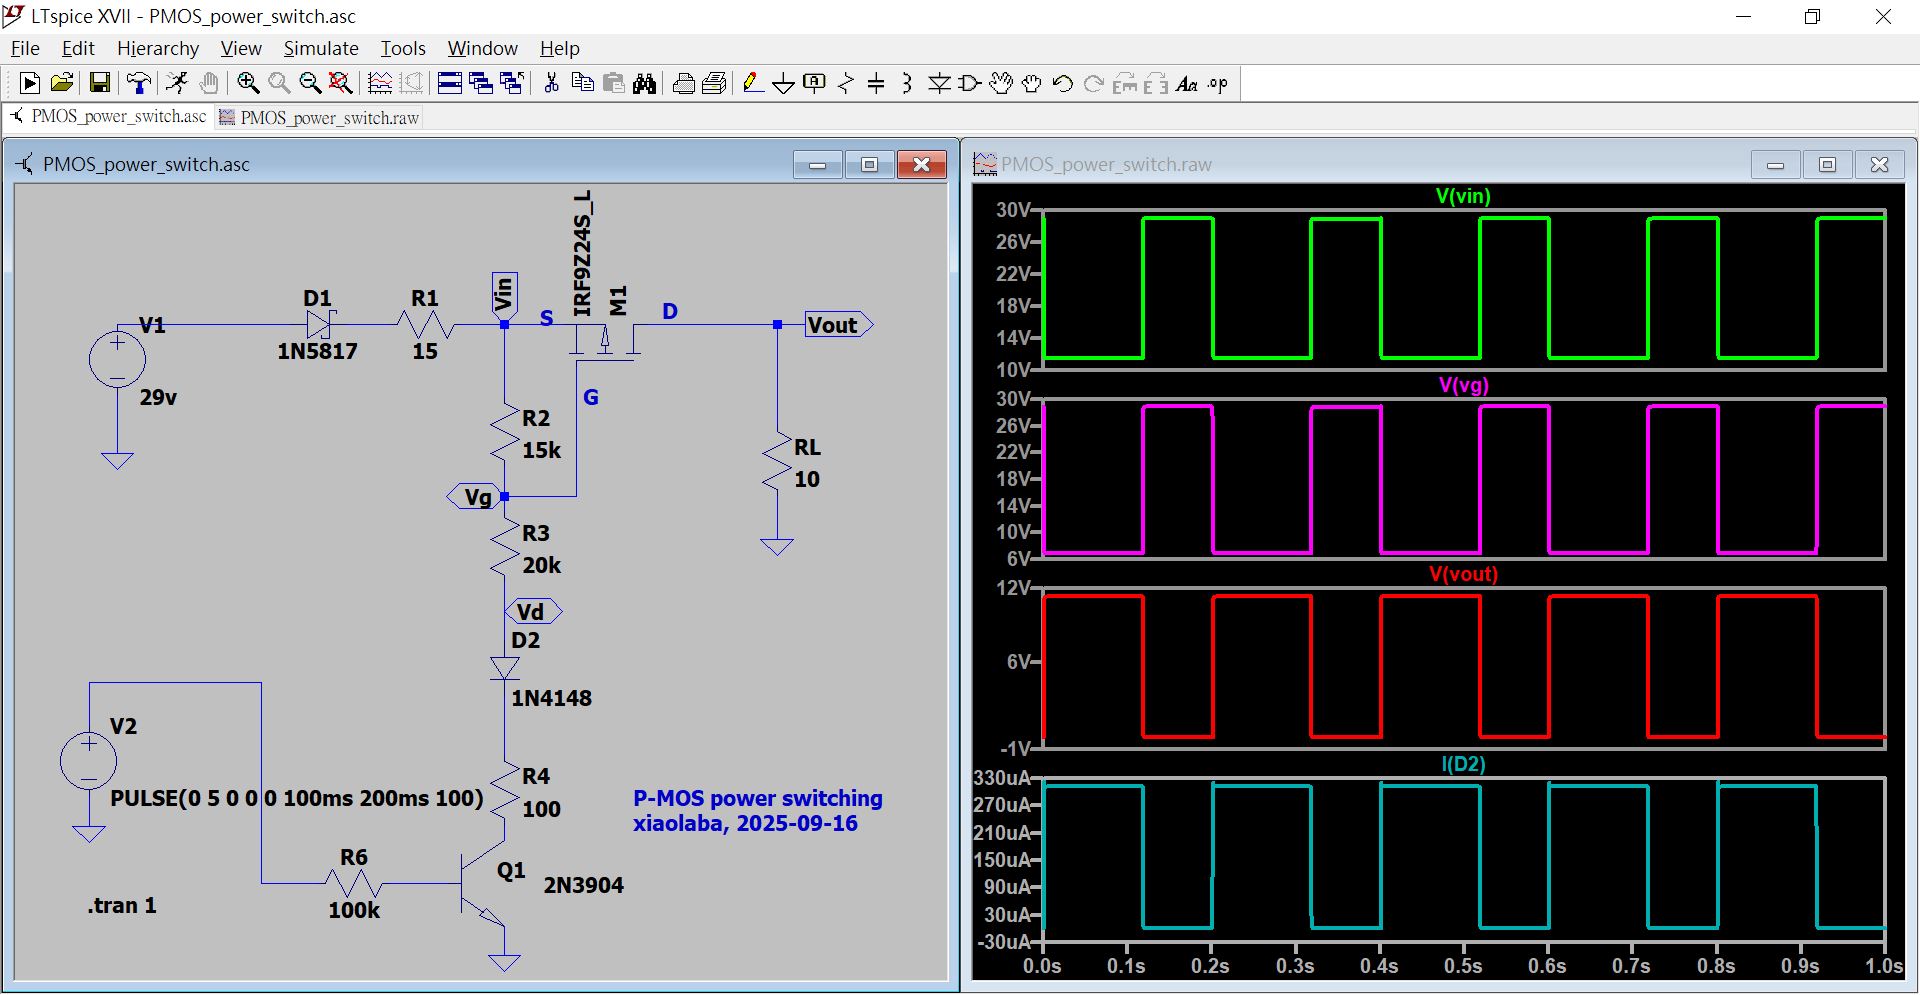 LTspice XVII - PMOS_power_switch.asc
File Edit Hierarchy View Simulate Tools Window Help
PMOS_power_switch.asc PMOS_power_switch.raw
PMOS_power_switch.asc
V1
29v
D1
1N5817
R1
15
Vin
S
IRF9Z24S_L
M1
D
G
Vout
R2
15k
RL
10
Vg
R3
20k
Vd
D2
1N4148
V2
PULSE(0 5 0 0 0 100ms 200ms 100)
R4
100
P-MOS power switching
xiaolaba, 2025-09-16
R6
100k
Q1
2N3904
.tran 1
PMOS_power_switch.raw
V(vin)
30V
26V
22V
18V
14V
10V
V(vg)
30V
26V
22V
18V
14V
10V
6V
V(vout)
12V
6V
-1V
I(D2)
330uA
270uA
210uA
150uA
90uA
30uA
-30uA
0.0s 0.1s 0.2s 0.3s 0.4s 0.5s 0.6s 0.7s 0.8s 0.9s 1.0s